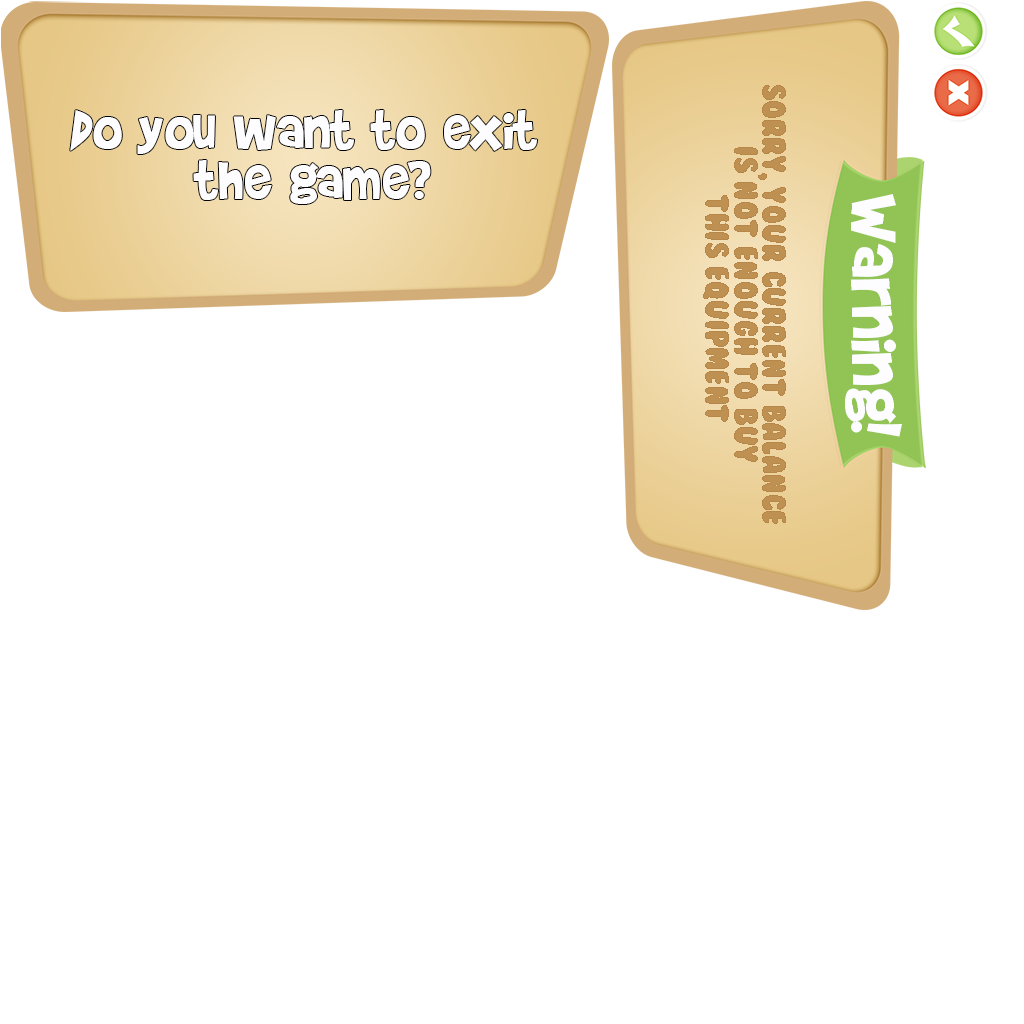 Do you want to exit
the game?
Warning!
SORRY, YOUR CURRENT BALANCE
IS NOT ENOUGH TO BUY
THIS EQUIPMENT